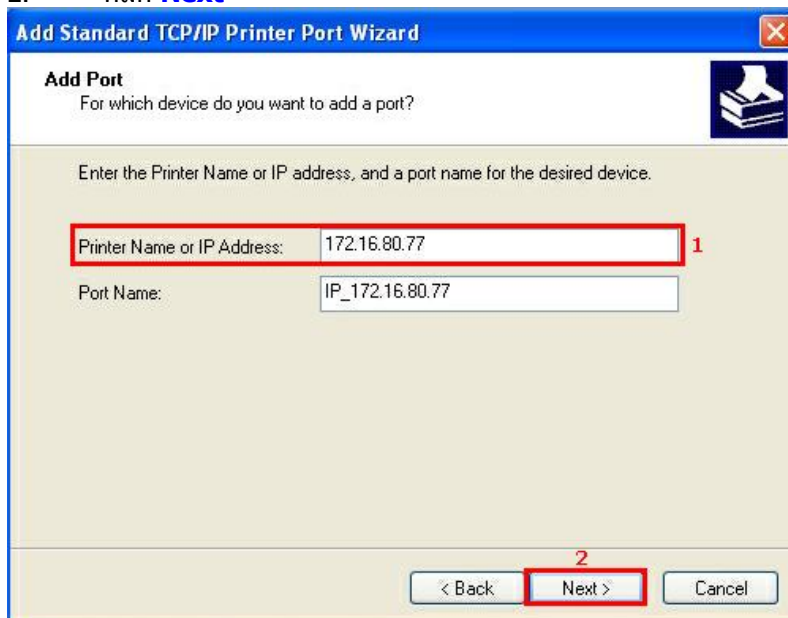 Next
Add Standard TCP/IP Printer Port Wizard
Add Port
For which device do you want to add a port?
Enter the Printer Name or IP address, and a port name for the desired device.
Printer Name or IP Address: 172.16.80.77 1
Port Name: IP_172.16.80.77
2
< Back Next > Cancel